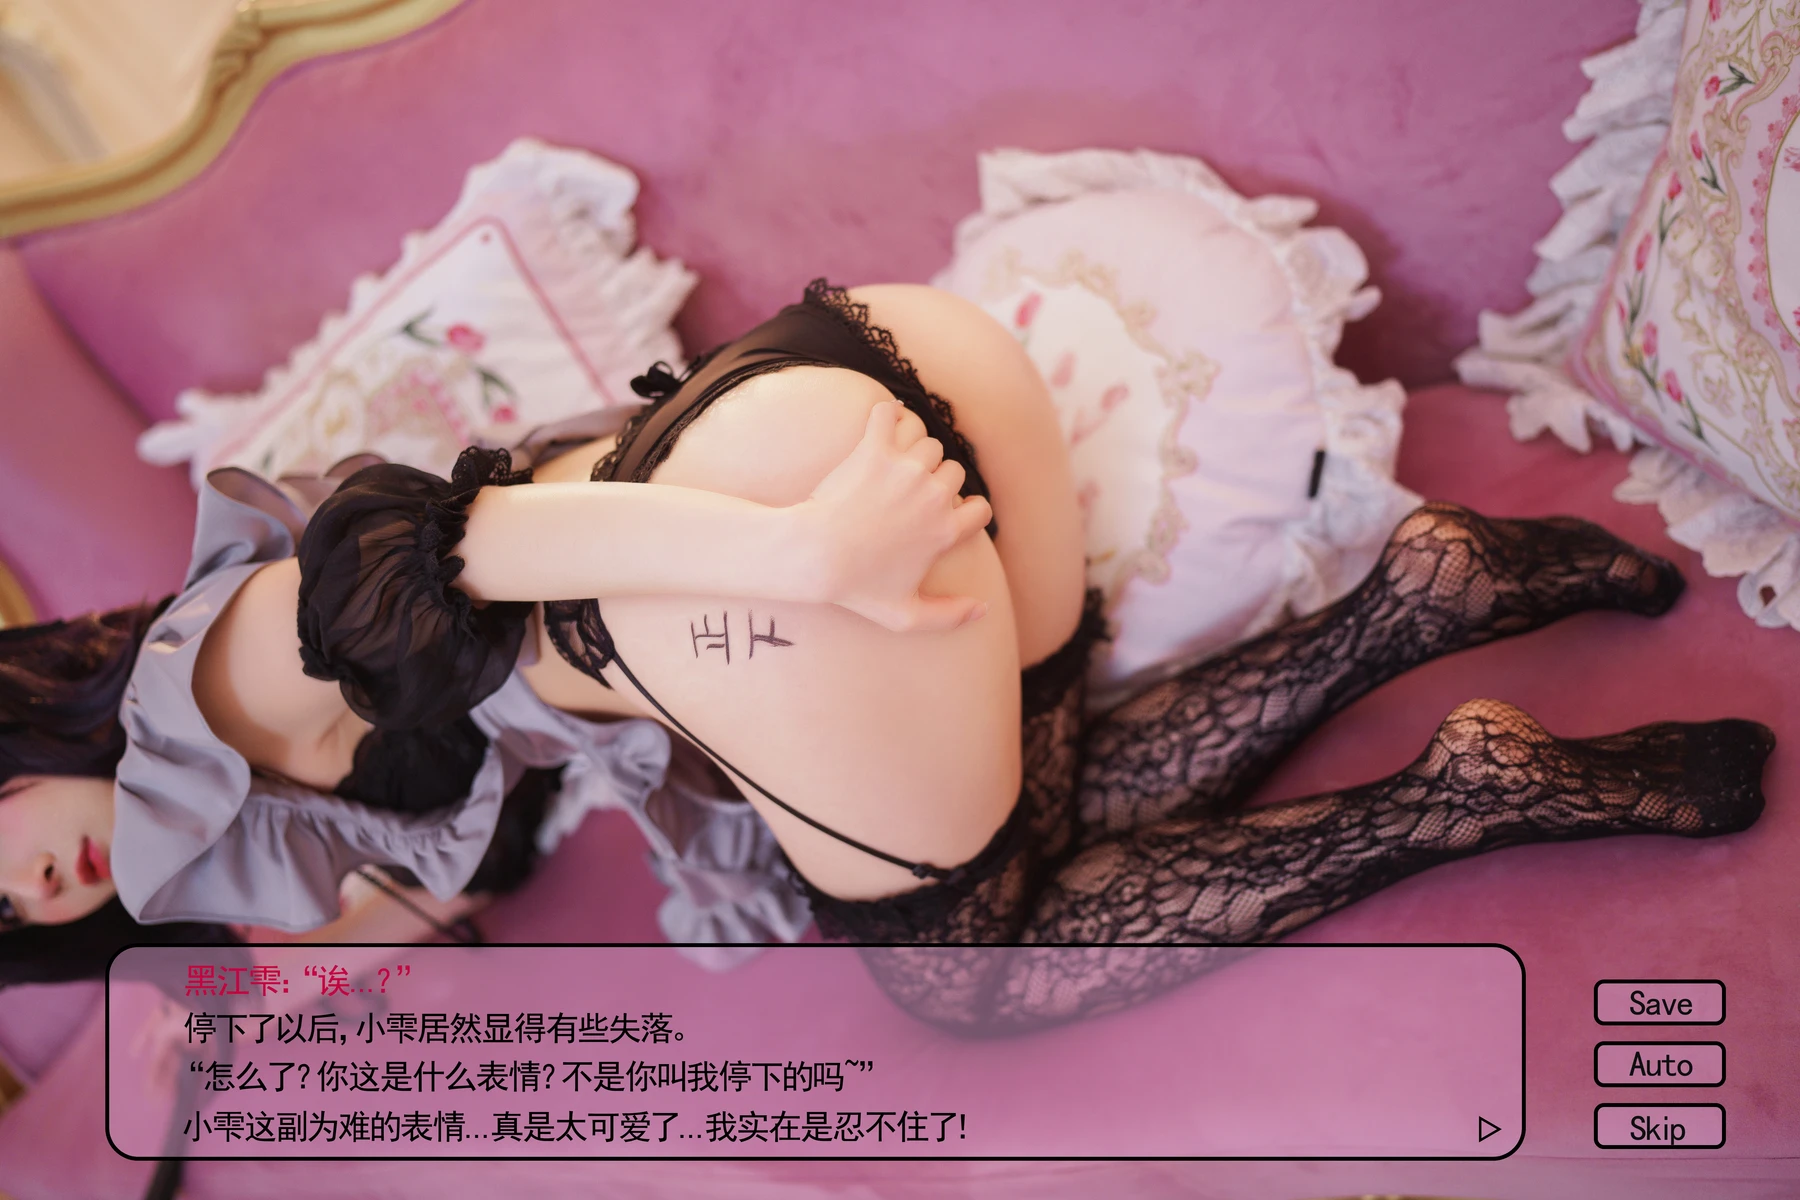 正下
黑江雫:“诶...?”
停下了以后,小雫居然显得有些失落。
“怎么了?你这是什么表情?不是你叫我停下的吗~”
小雫这副为难的表情...真是太可爱了...我实在是忍不住了!
Save
Auto
Skip